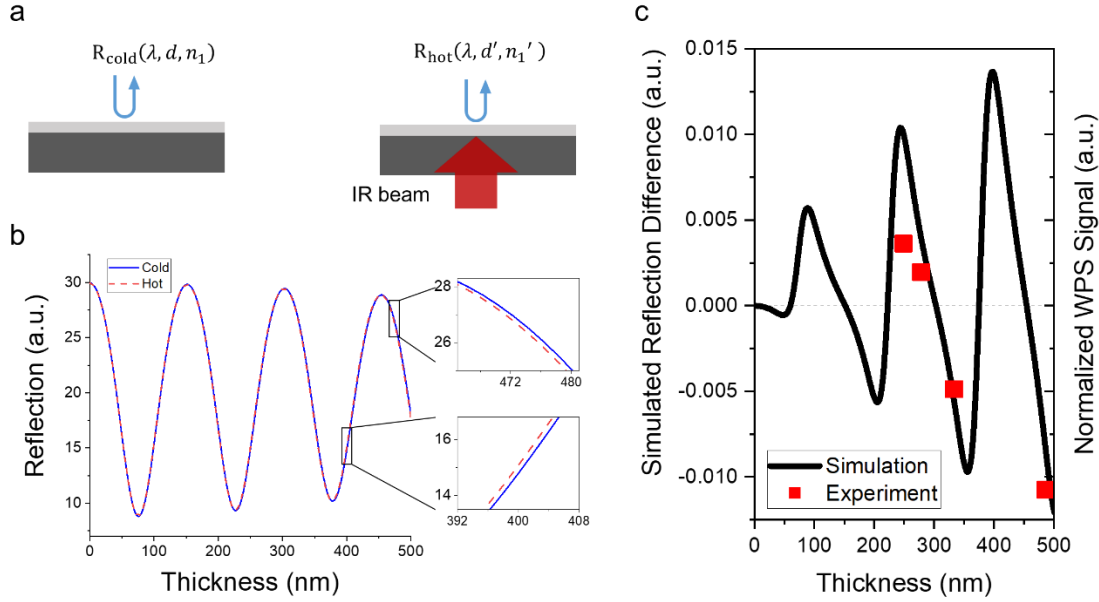 a
R_cold(λ, d, n₁)
R_hot(λ, d′, n₁′)
IR beam
b
Reflection (a.u.)
30
25
20
15
10
Cold
Hot
0
100
200
300
400
500
Thickness (nm)
28
26
472
480
16
14
392
400
408
c
Simulated Reflection Difference (a.u.)
0.015
0.010
0.005
0.000
-0.005
-0.010
Simulation
Experiment
0
100
200
300
400
500
Thickness (nm)
Normalized WPS Signal (a.u.)